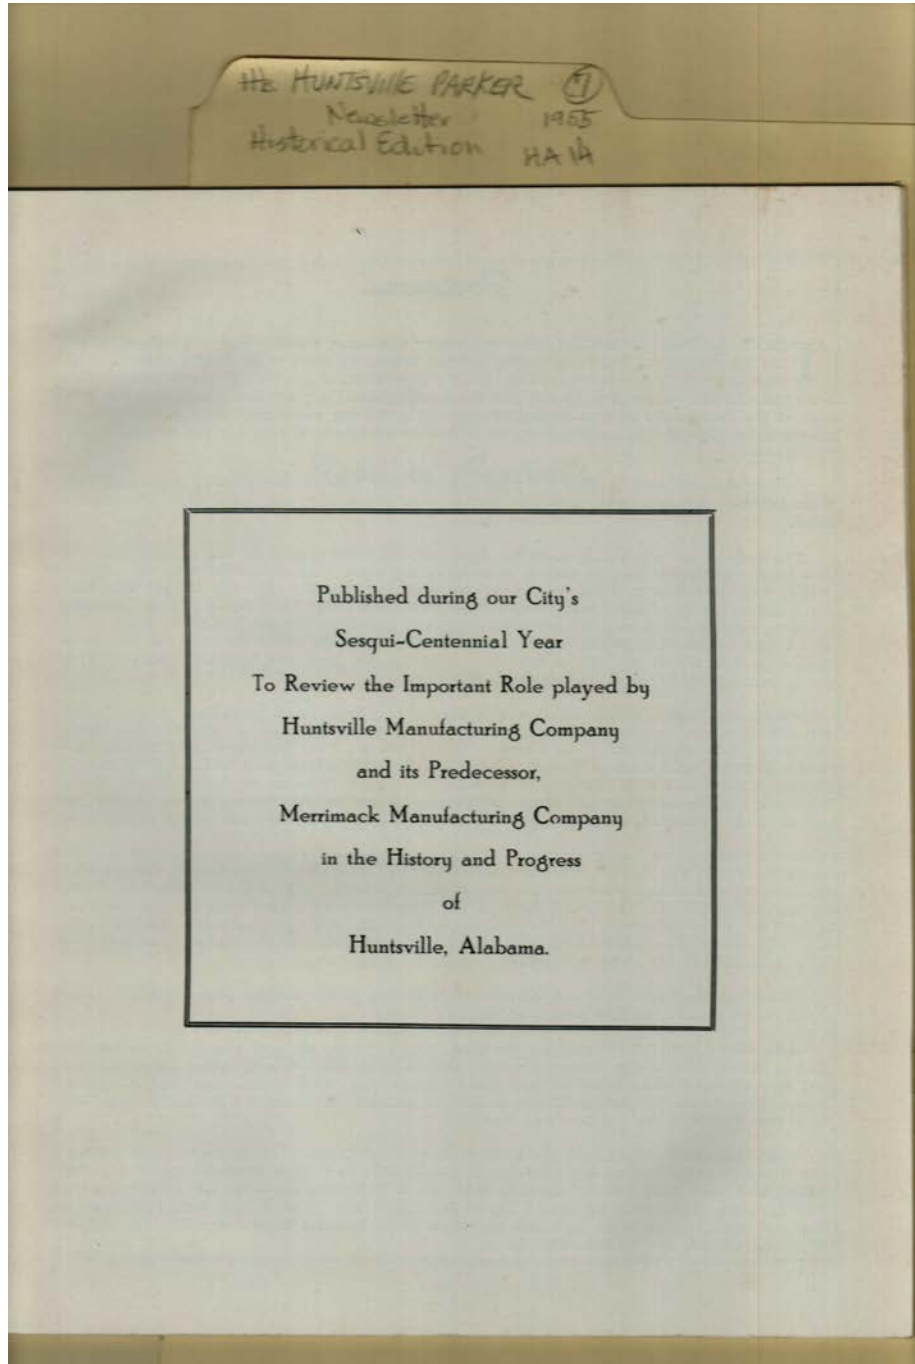 the HUNTSVILLE PARKER 7
Newsletter 1955
Historical Edition HA 14
Published during our City's
Sesqui-Centennial Year
To Review the Important Role played by
Huntsville Manufacturing Company
and its Predecessor,
Merrimack Manufacturing Company
in the History and Progress
of
Huntsville, Alabama.